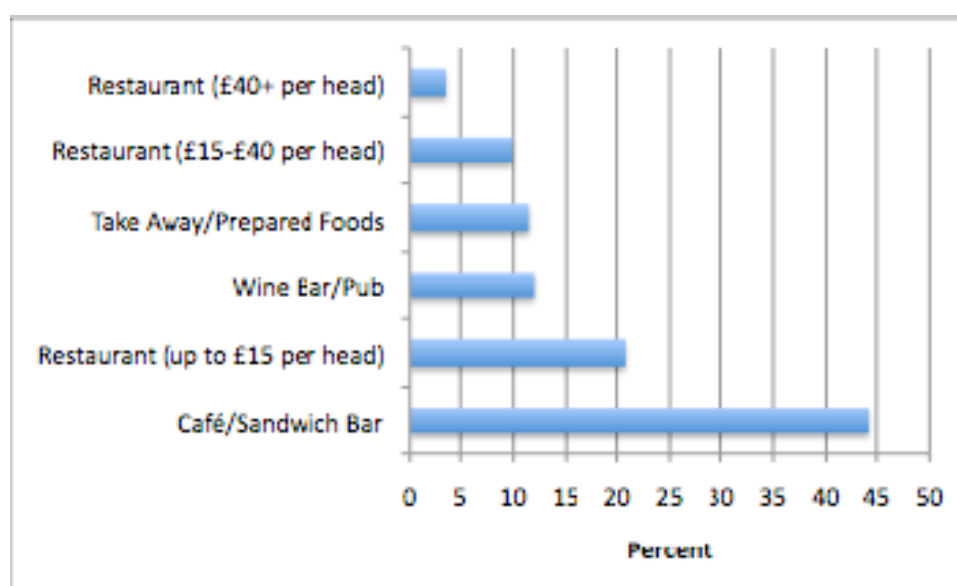 Restaurant (£40+ per head)
Restaurant (£15-£40 per head)
Take Away/Prepared Foods
Wine Bar/Pub
Restaurant (up to £15 per head)
Café/Sandwich Bar
0 5 10 15 20 25 30 35 40 45 50
Percent